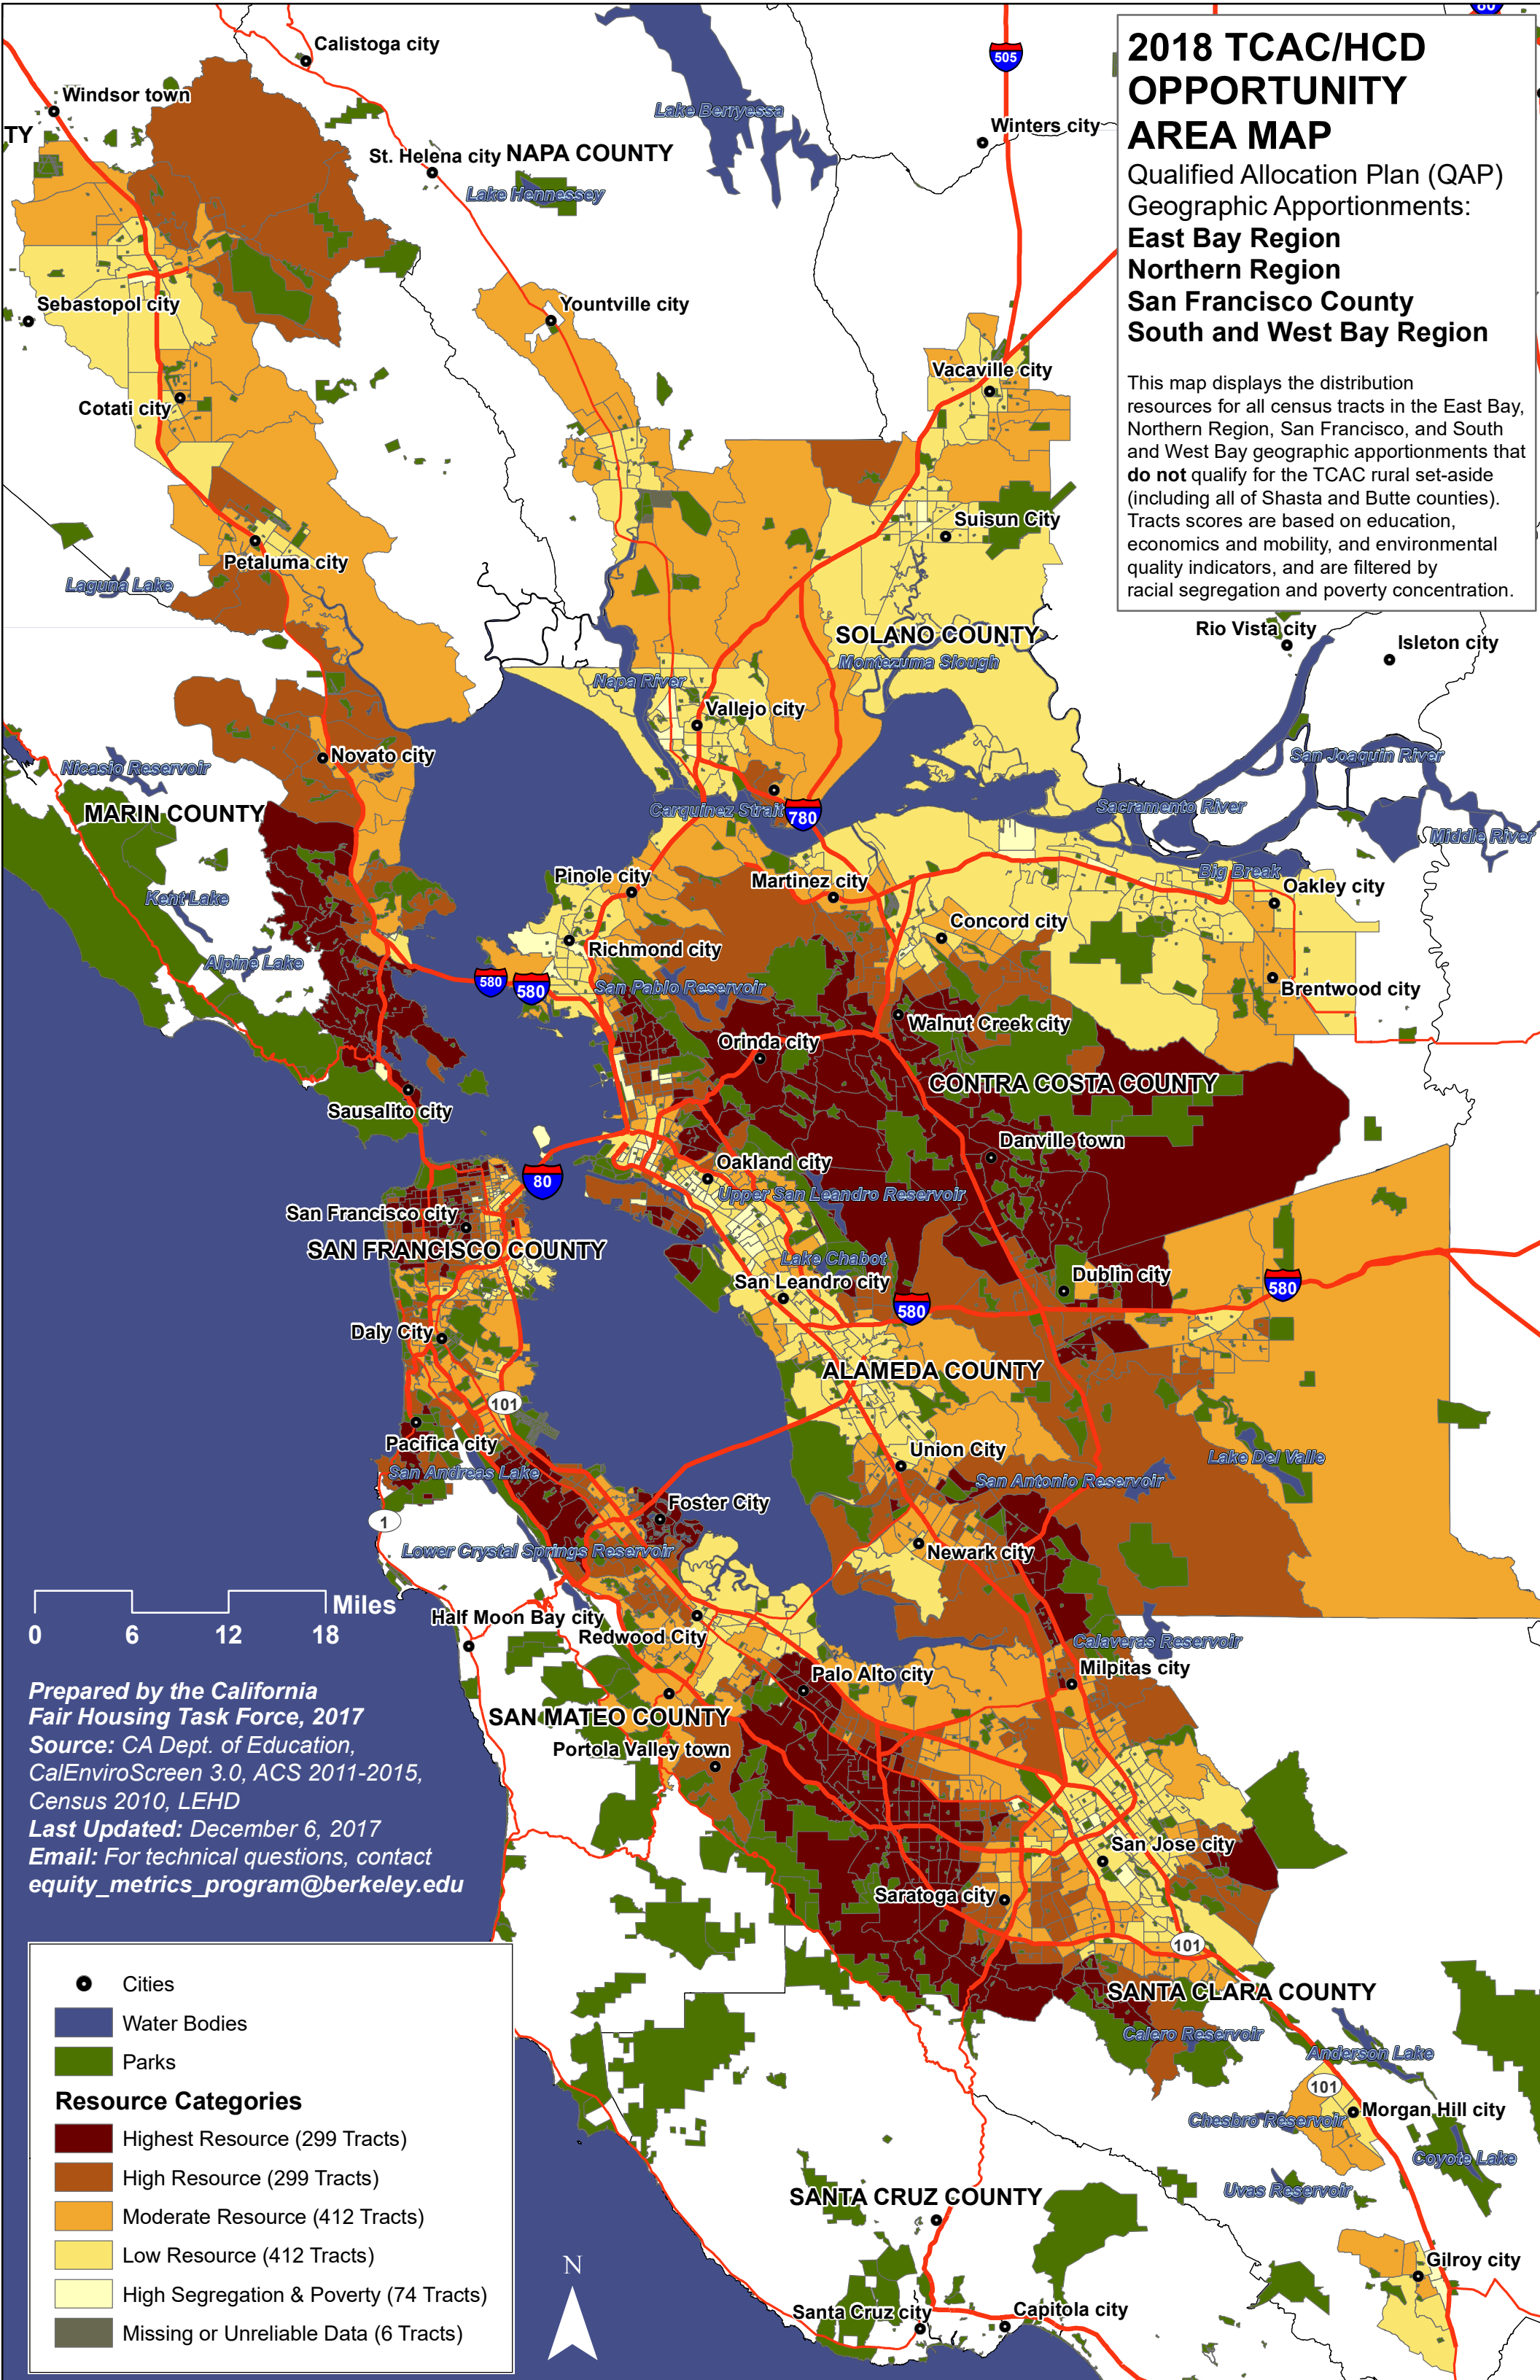 2018 TCAC/HCD
OPPORTUNITY
AREA MAP
Qualified Allocation Plan (QAP)
Geographic Apportionments:
East Bay Region
Northern Region
San Francisco County
South and West Bay Region
This map displays the distribution
resources for all census tracts in the East Bay,
Northern Region, San Francisco, and South
and West Bay geographic apportionments that
do not qualify for the TCAC rural set-aside
(including all of Shasta and Butte counties).
Tracts scores are based on education,
economics and mobility, and environmental
quality indicators, and are filtered by
racial segregation and poverty concentration.
80
Calistoga city
505
Windsor town
Lake Berryessa
Winters city
TY
St. Helena city
NAPA COUNTY
Lake Hennessey
Sebastopol city
Yountville city
Vacaville city
Cotati city
Suisun City
Petaluma city
Laguna Lake
SOLANO COUNTY
Rio Vista city
Isleton city
Montezuma Slough
Napa River
Vallejo city
Novato city
San Joaquin River
Nicasio Reservoir
MARIN COUNTY
Carquinez Strait
780
Sacramento River
Middle River
Pinole city
Martinez city
Big Break
Oakley city
Kent Lake
Concord city
Richmond city
Alpine Lake
580
580
San Pablo Reservoir
Brentwood city
Walnut Creek city
Orinda city
CONTRA COSTA COUNTY
Sausalito city
Danville town
Oakland city
80
Upper San Leandro Reservoir
San Francisco city
SAN FRANCISCO COUNTY
Lake Chabot
San Leandro city
Dublin city
580
580
Daly City
ALAMEDA COUNTY
101
Pacifica city
Union City
San Andreas Lake
San Antonio Reservoir
Lake Del Valle
Foster City
1
Lower Crystal Springs Reservoir
Newark city
Miles
0 6 12 18
Half Moon Bay city
Redwood City
Calaveras Reservoir
Palo Alto city
Milpitas city
SAN MATEO COUNTY
Portola Valley town
Prepared by the California
Fair Housing Task Force, 2017
Source: CA Dept. of Education,
CalEnviroScreen 3.0, ACS 2011-2015,
Census 2010, LEHD
Last Updated: December 6, 2017
Email: For technical questions, contact
equity_metrics_program@berkeley.edu
San Jose city
Saratoga city
101
SANTA CLARA COUNTY
Calero Reservoir
Anderson Lake
101
Chesbro Reservoir
Morgan Hill city
Coyote Lake
Uvas Reservoir
SANTA CRUZ COUNTY
Gilroy city
Santa Cruz city
Capitola city
N
Cities
Water Bodies
Parks
Resource Categories
Highest Resource (299 Tracts)
High Resource (299 Tracts)
Moderate Resource (412 Tracts)
Low Resource (412 Tracts)
High Segregation & Poverty (74 Tracts)
Missing or Unreliable Data (6 Tracts)